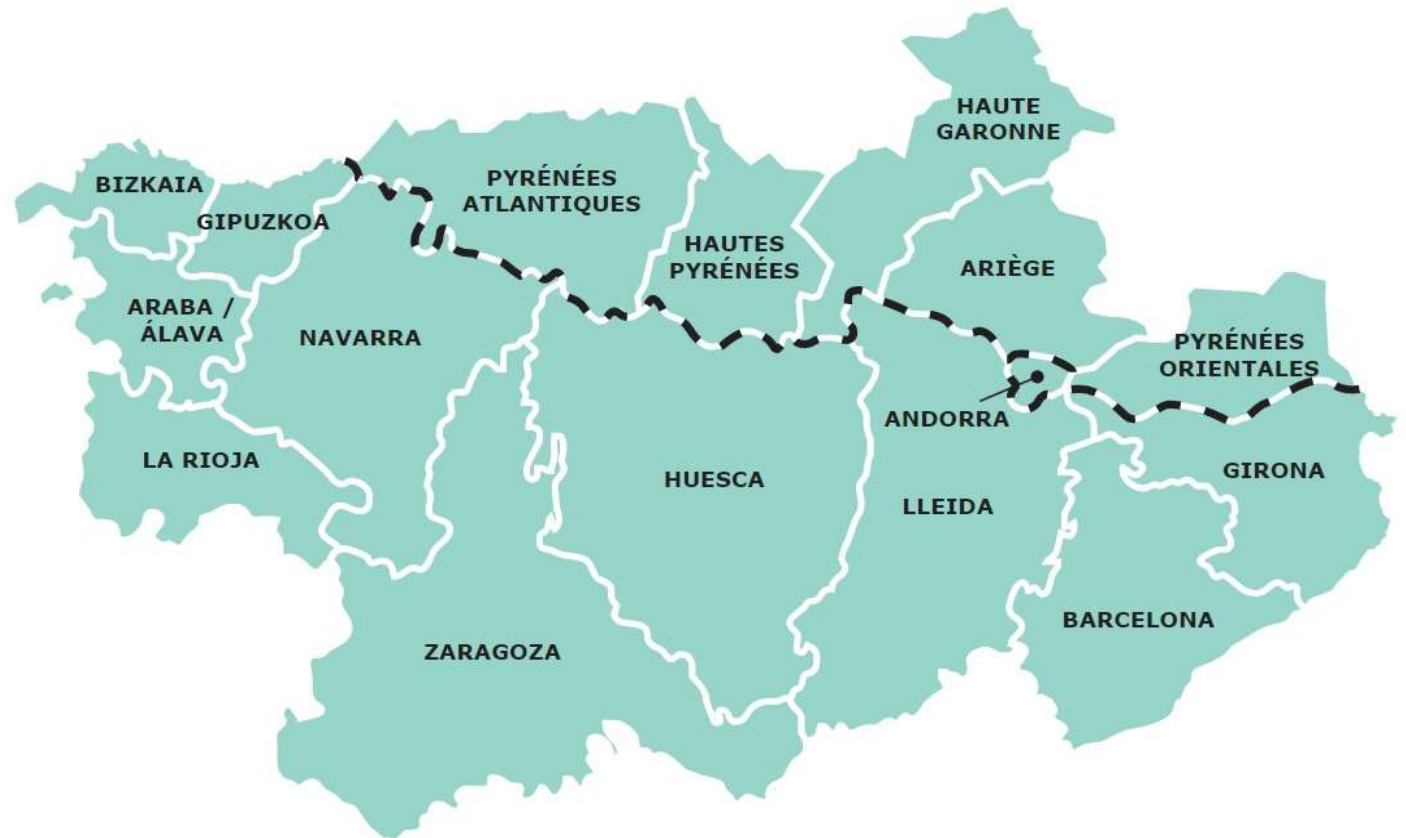 HAUTE
GARONNE
BIZKAIA
PYRÉNÉES
ATLANTIQUES
GIPUZKOA
HAUTES
PYRÉNÉES
ARIÈGE
ARABA /
ÁLAVA
NAVARRA
PYRÉNÉES
ORIENTALES
ANDORRA
LA RIOJA
HUESCA
GIRONA
LLEIDA
BARCELONA
ZARAGOZA